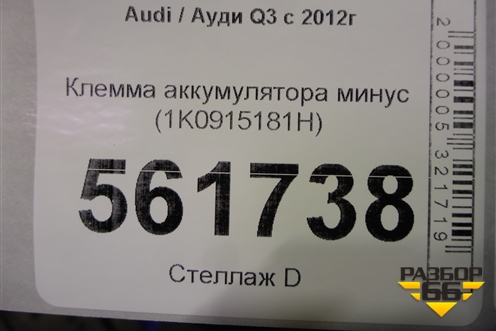 Audi / Ауди Q3 с 2012г
Клемма аккумулятора минус
(1K0915181H)
561738
Стеллаж D
2000005321719
РАЗБОР
66